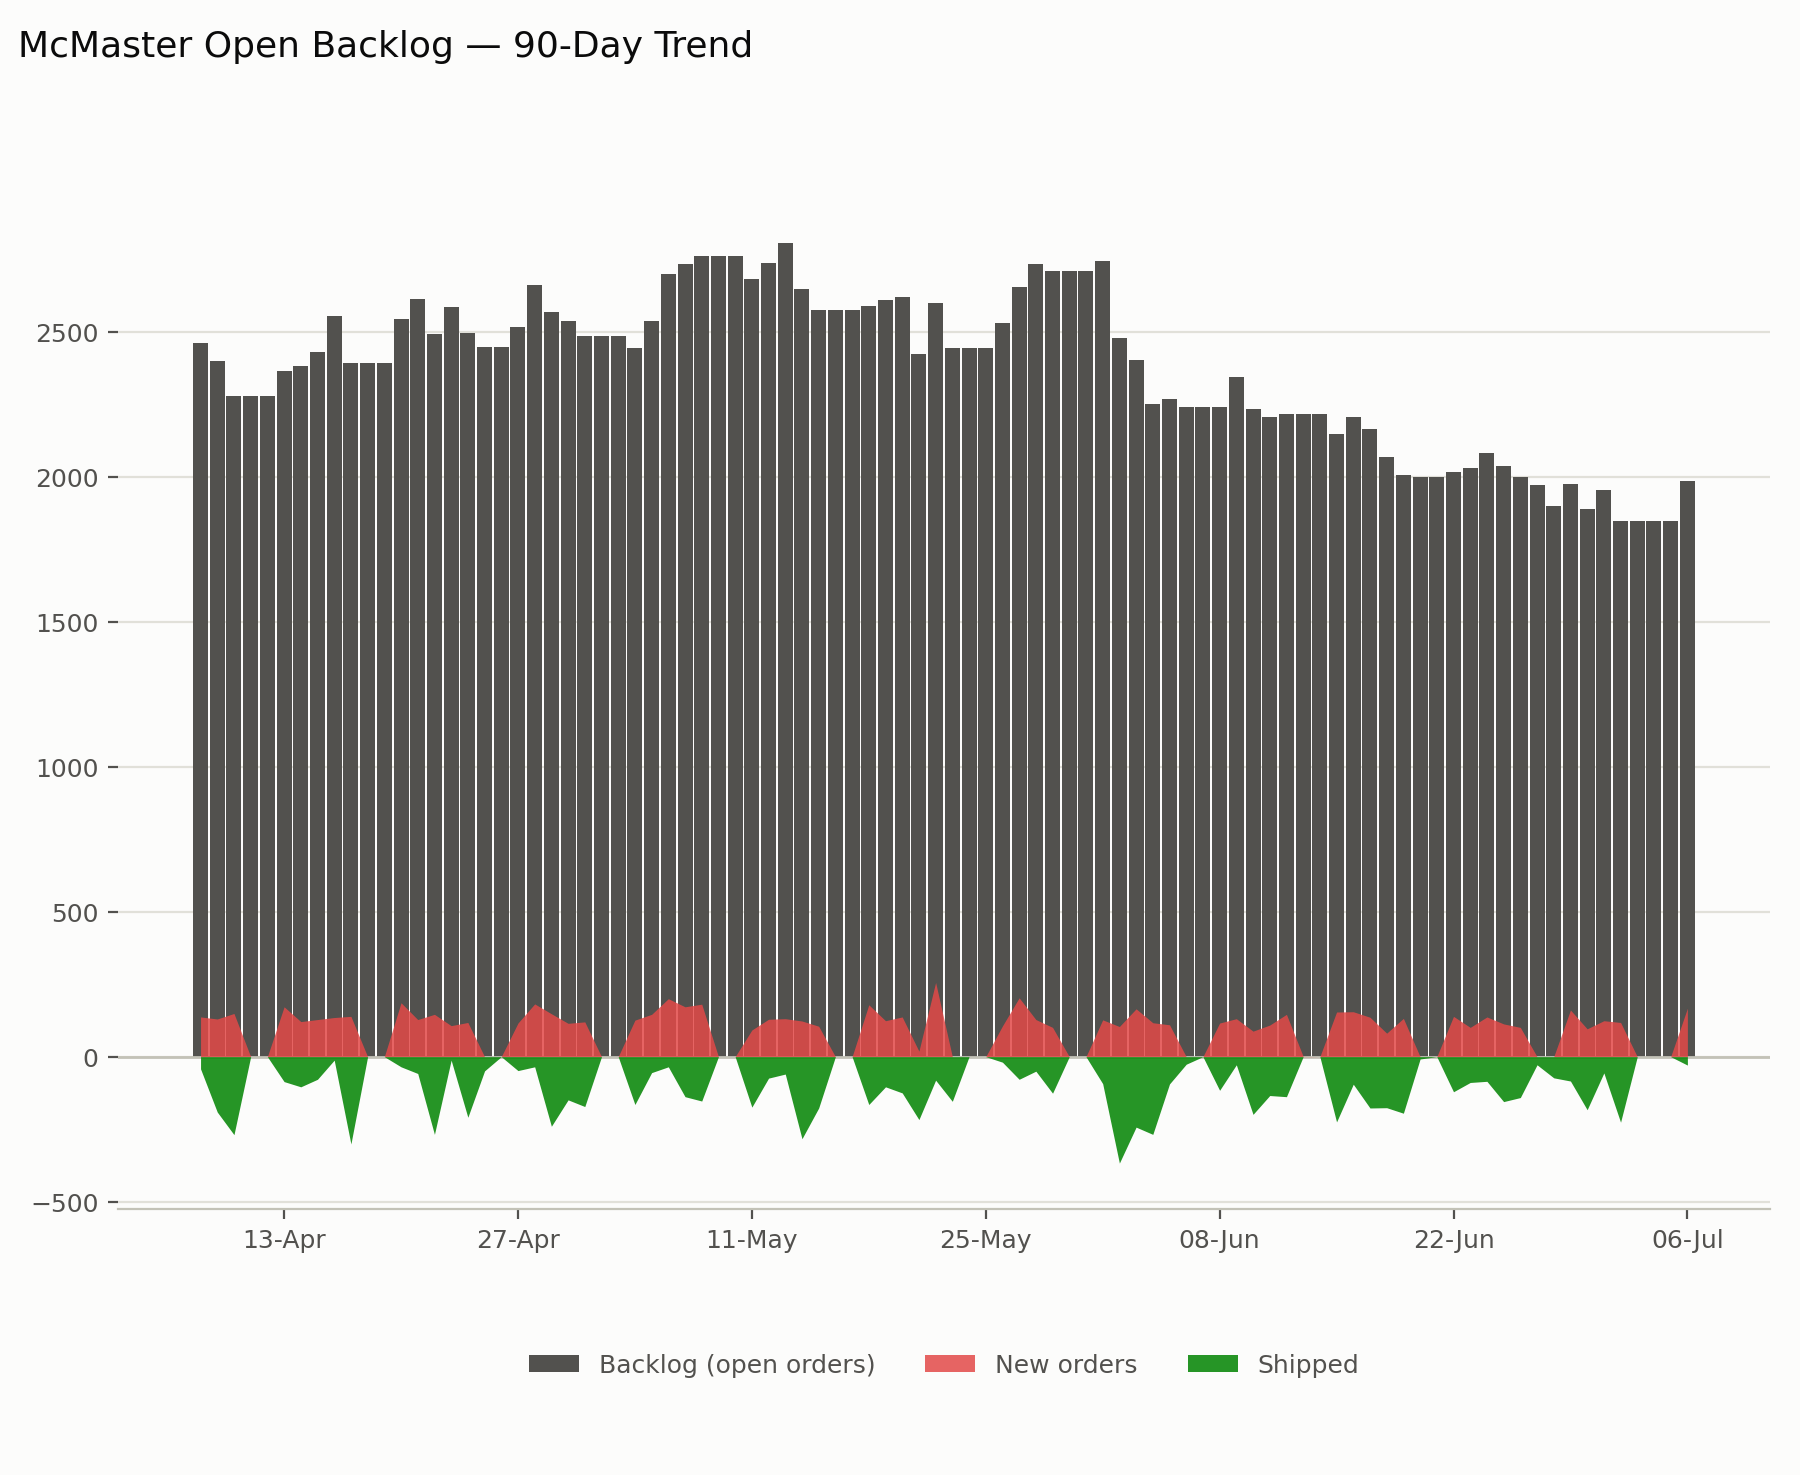 McMaster Open Backlog — 90-Day Trend
2500
2000
1500
1000
500
0
−500
13-Apr 27-Apr 11-May 25-May 08-Jun 22-Jun 06-Jul
Backlog (open orders) New orders Shipped